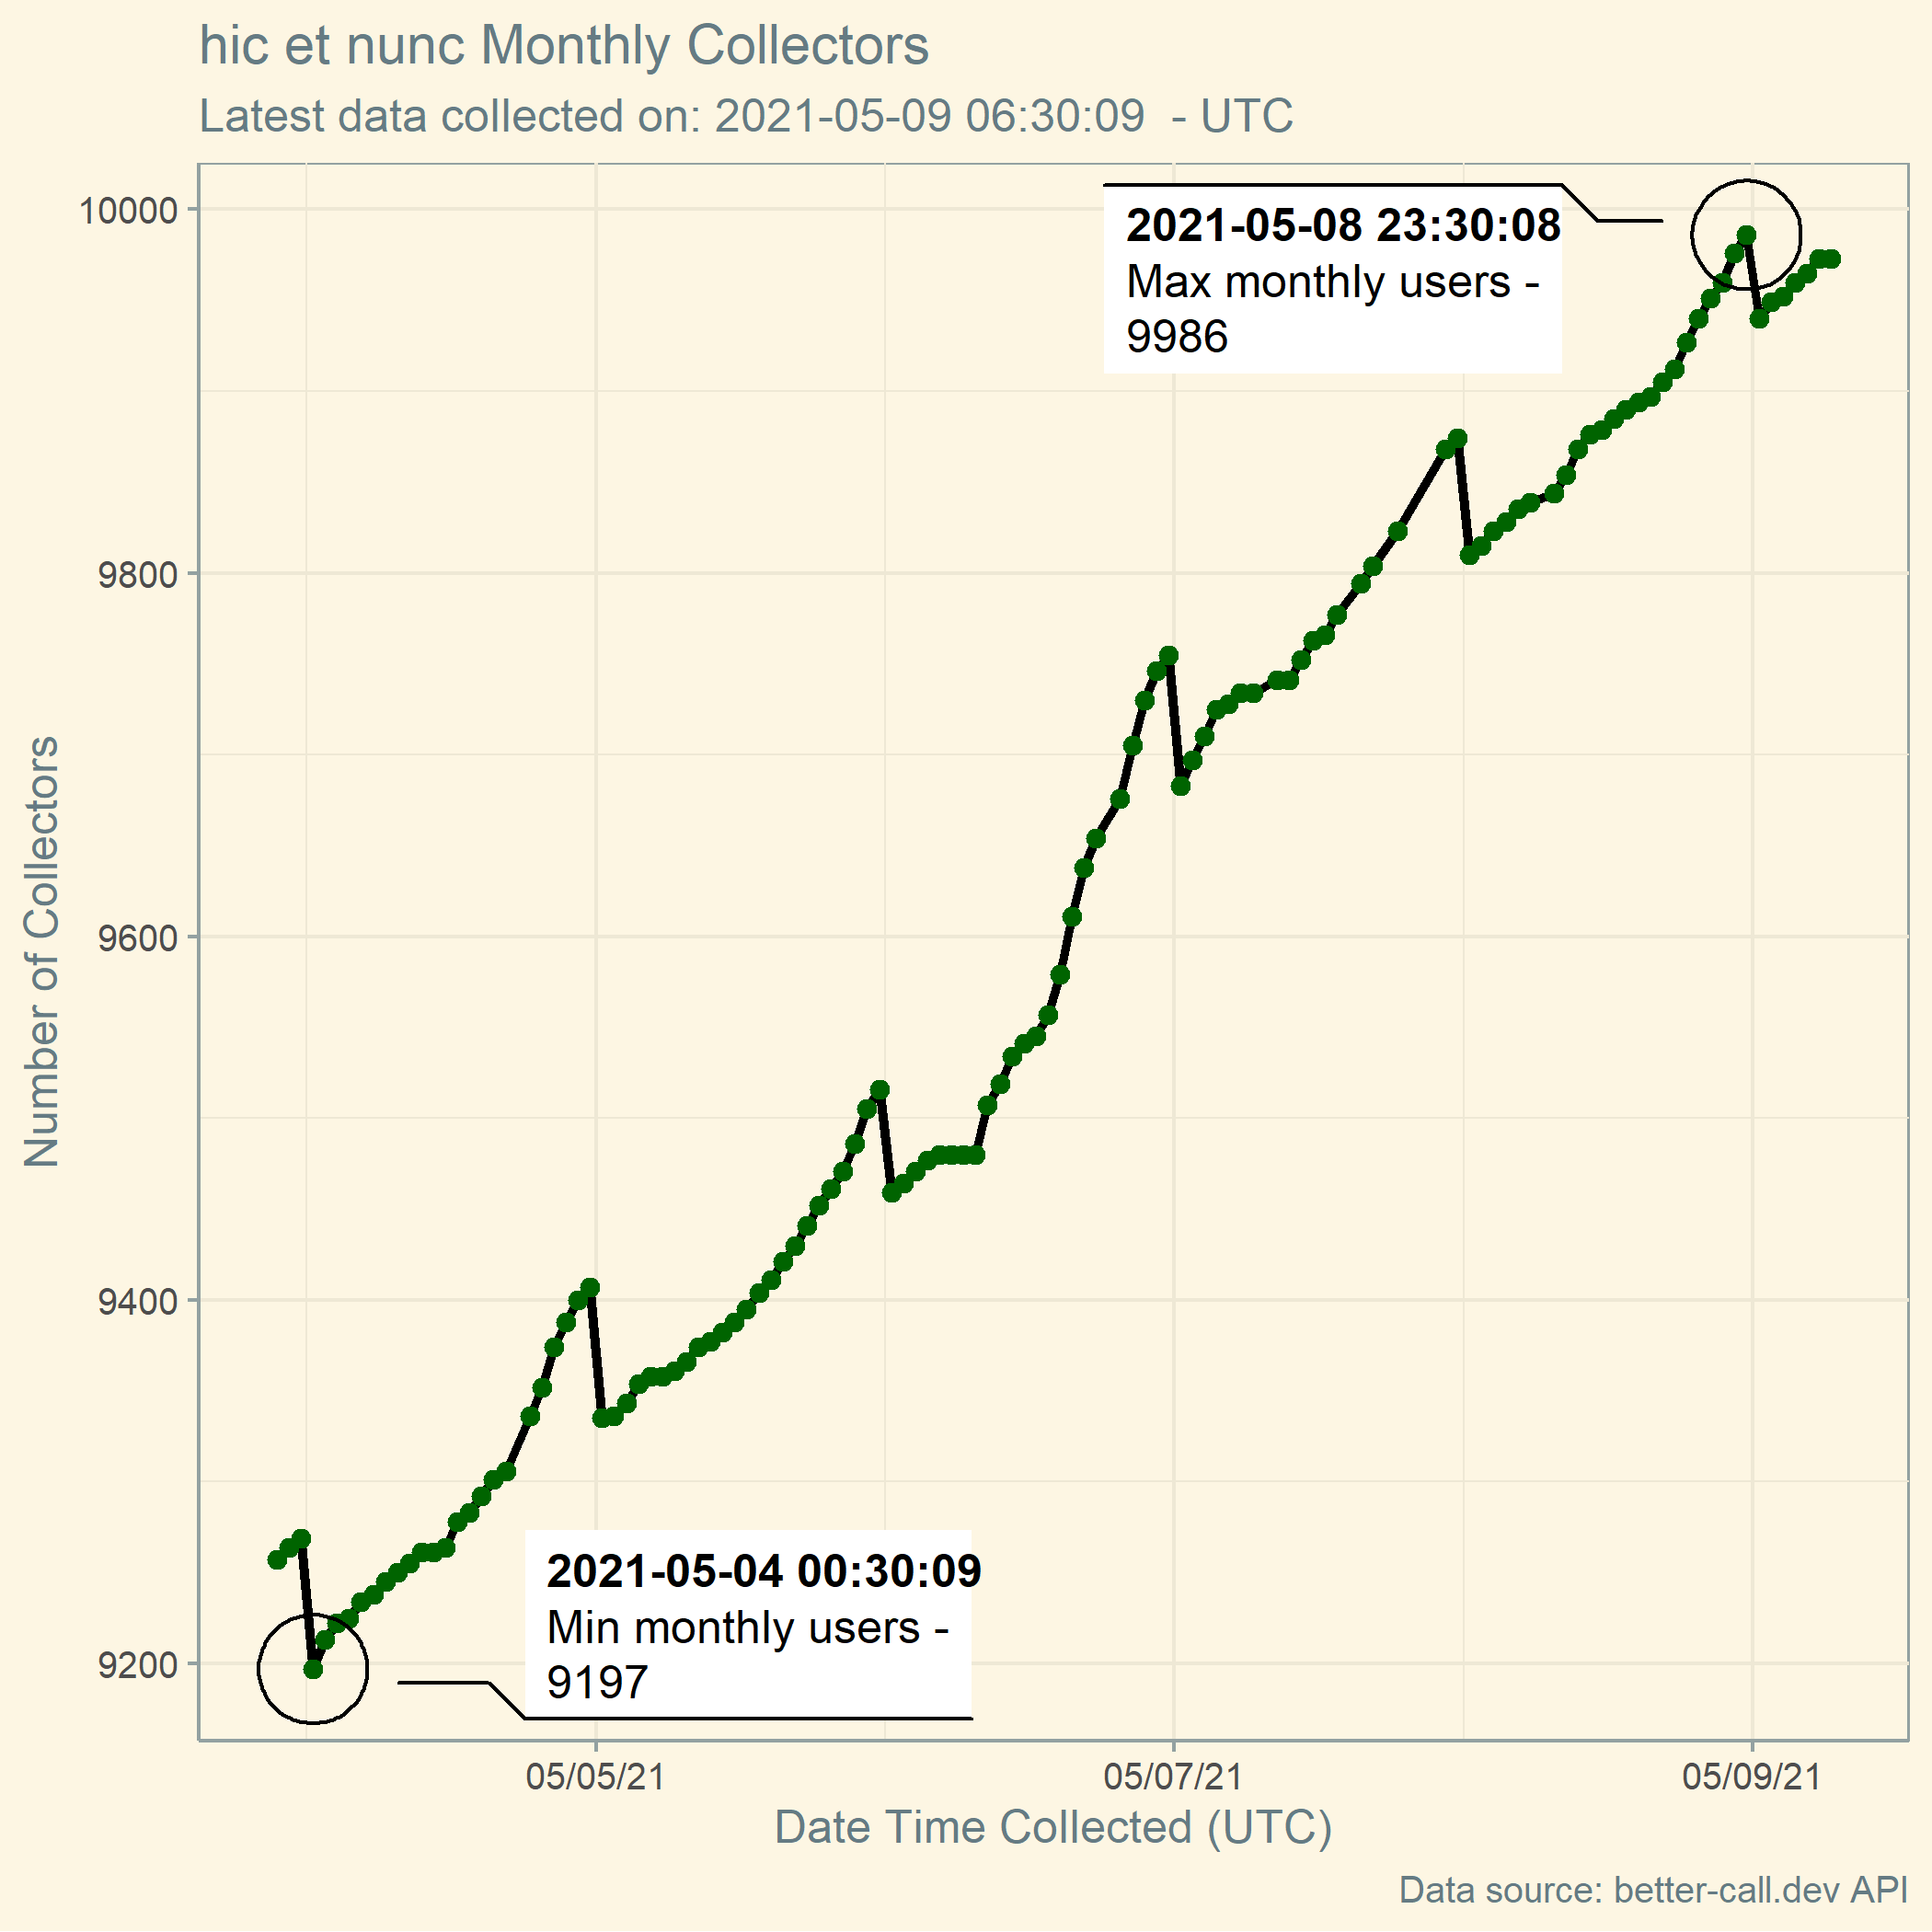 hic et nunc Monthly Collectors
Latest data collected on: 2021-05-09 06:30:09  - UTC
10000
2021-05-08 23:30:08
Max monthly users -
9986
9800
Number of Collectors
9600
9400
2021-05-04 00:30:09
Min monthly users -
9197
9200
05/05/21
05/07/21
05/09/21
Date Time Collected (UTC)
Data source: better-call.dev API